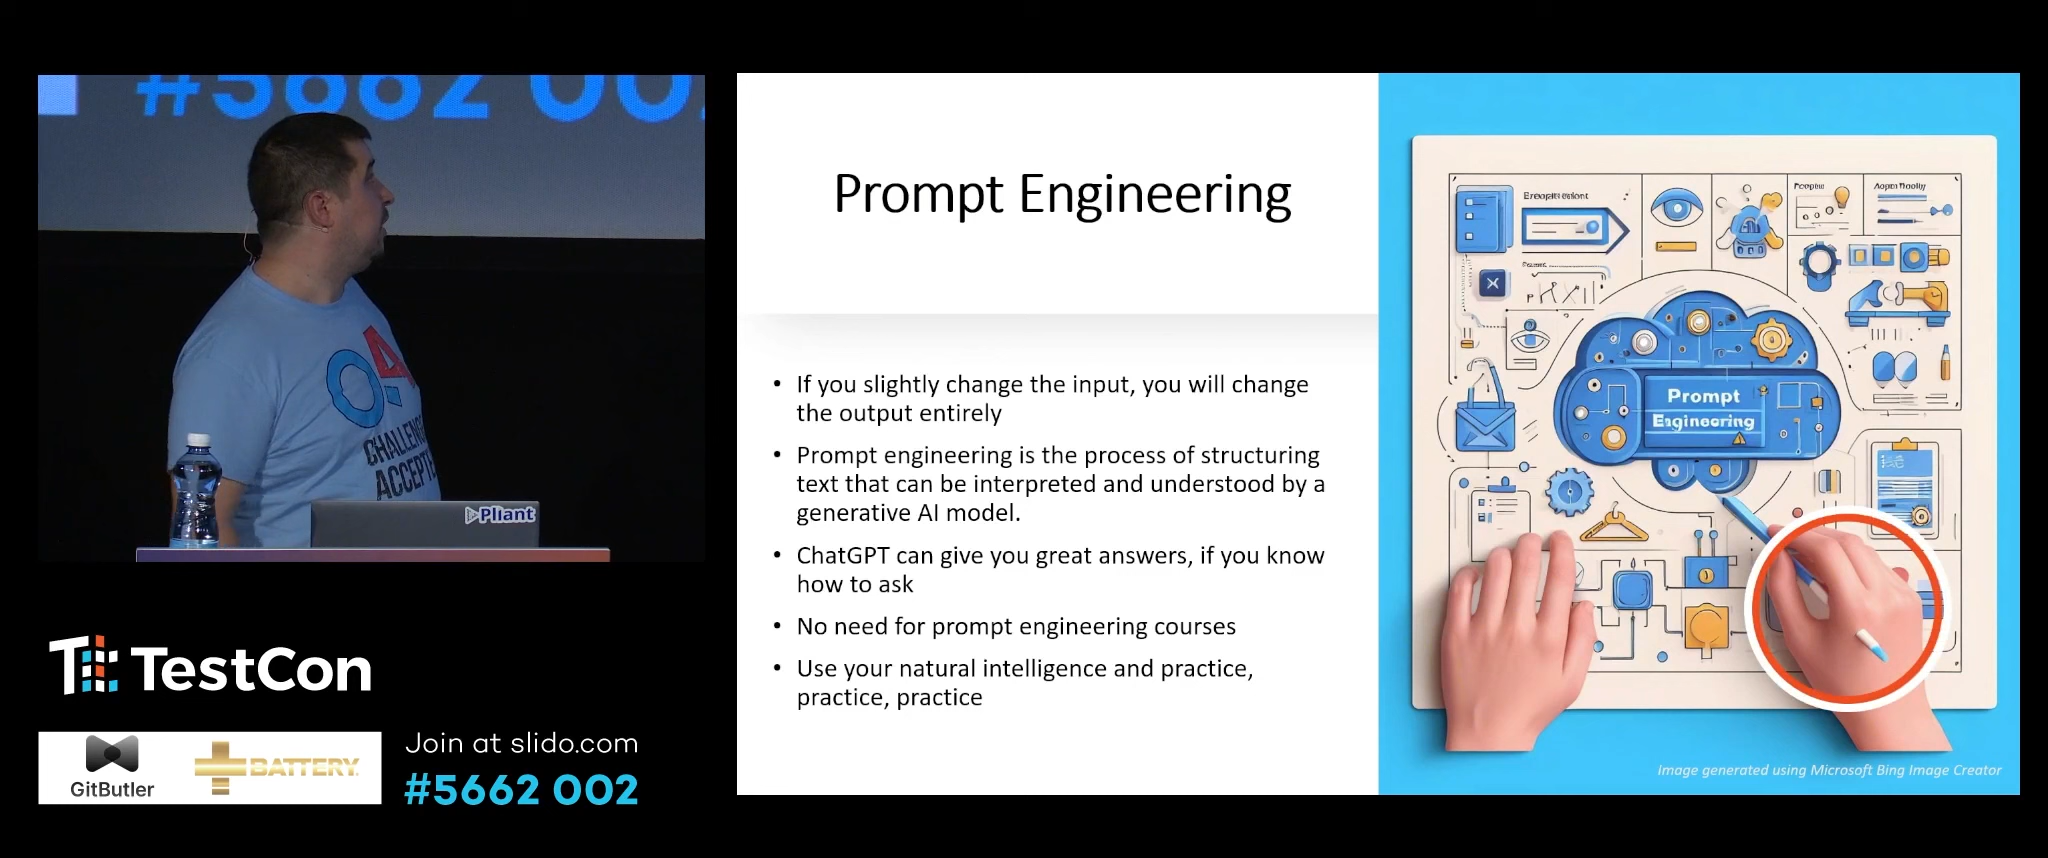 #5662 00
CHALLENG
ACCEPTE
Pliant
TestCon
GitButler
BATTERY
Join at slido.com
#5662 002
Prompt Engineering
• If you slightly change the input, you will change
the output entirely
• Prompt engineering is the process of structuring
text that can be interpreted and understood by a
generative AI model.
• ChatGPT can give you great answers, if you know
how to ask
• No need for prompt engineering courses
• Use your natural intelligence and practice,
practice, practice
Prompt
Engineering
Image generated using Microsoft Bing Image Creator